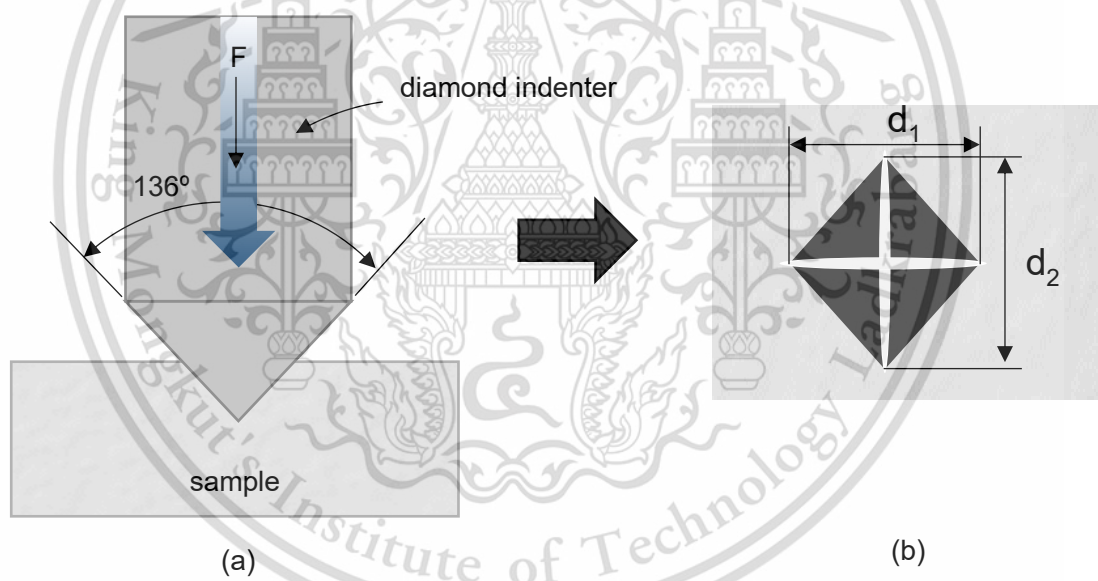 F
diamond indenter
136º
sample
(a)
d1
d2
(b)
King Mongkut's Institute of Technology Ladkrabang